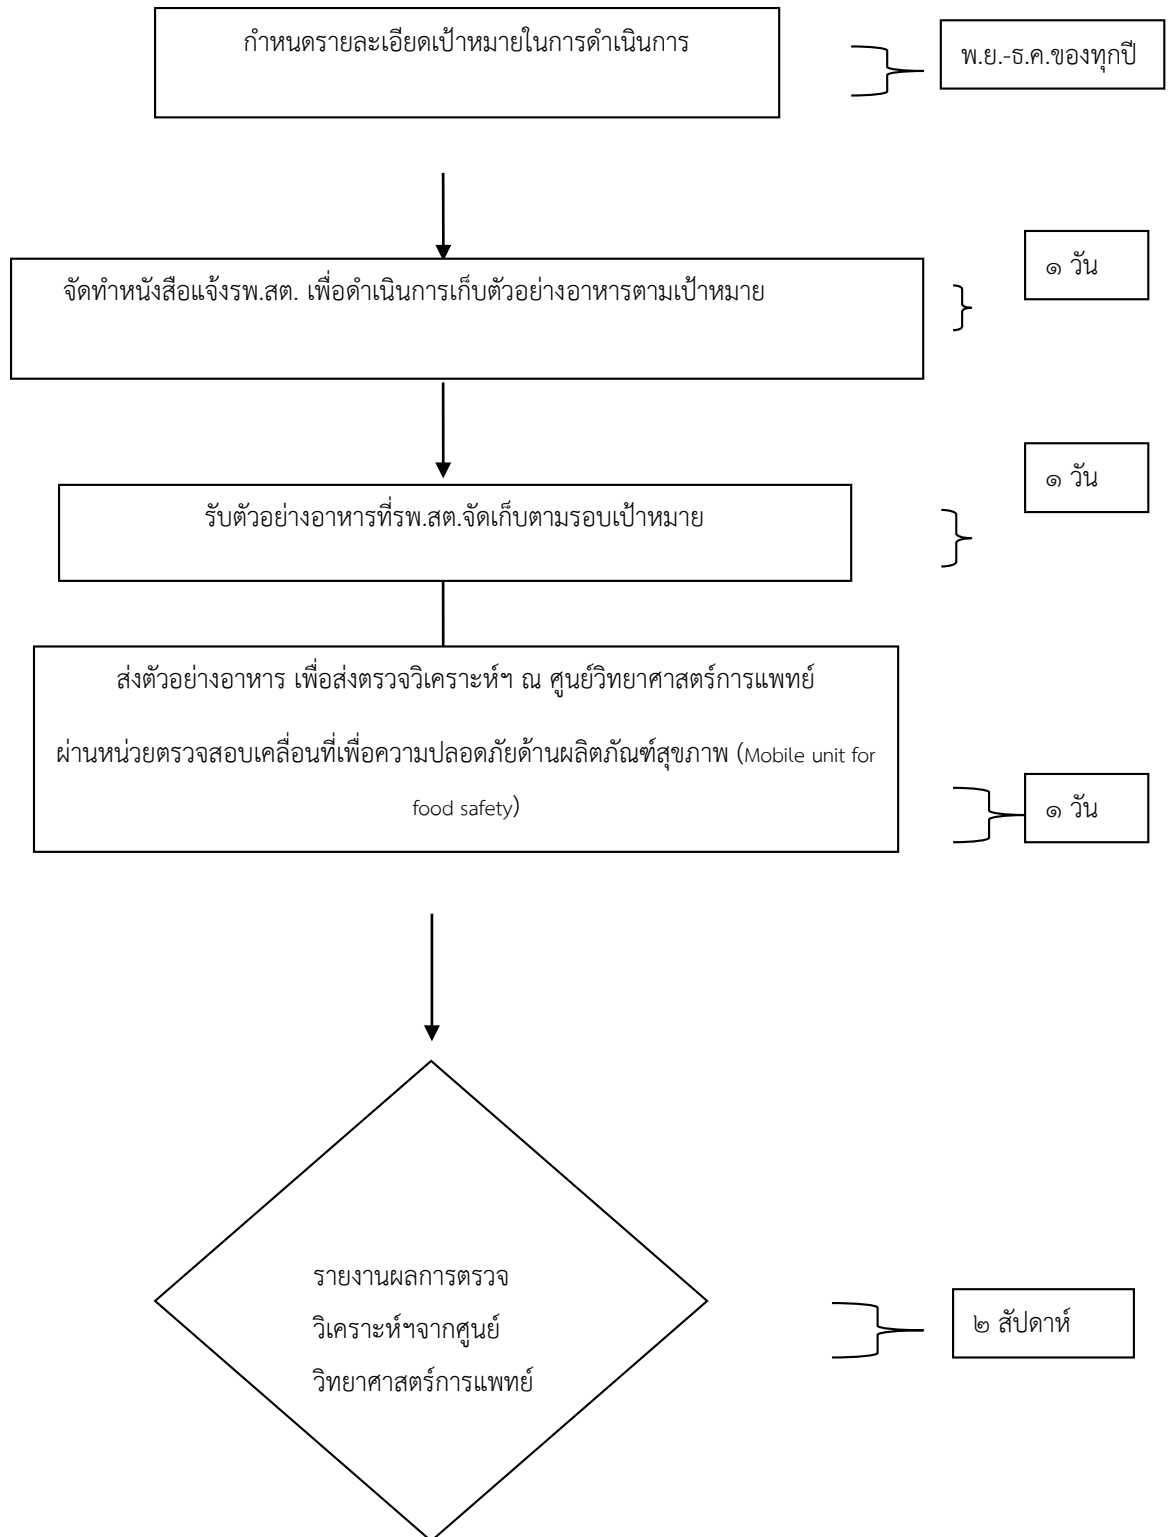 กำหนดรายละเอียดเป้าหมายในการดำเนินการ
พ.ย.-ธ.ค.ของทุกปี
๑ วัน
จัดทำหนังสือแจ้งรพ.สต. เพื่อดำเนินการเก็บตัวอย่างอาหารตามเป้าหมาย
๑ วัน
รับตัวอย่างอาหารที่รพ.สต.จัดเก็บตามรอบเป้าหมาย
ส่งตัวอย่างอาหาร เพื่อส่งตรวจวิเคราะห์ฯ ณ ศูนย์วิทยาศาสตร์การแพทย์
ผ่านหน่วยตรวจสอบเคลื่อนที่เพื่อความปลอดภัยด้านผลิตภัณฑ์สุขภาพ (Mobile unit for
food safety)
๑ วัน
รายงานผลการตรวจ
วิเคราะห์ฯจากศูนย์
วิทยาศาสตร์การแพทย์
๒ สัปดาห์